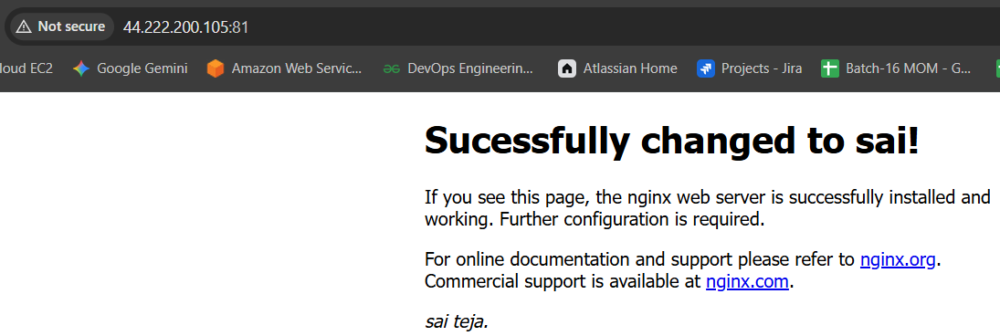 Not secure 44.222.200.105:81
loud EC2 Google Gemini Amazon Web Servic... DevOps Engineerin... Atlassian Home Projects - Jira Batch-16 MOM - G...
Sucessfully changed to sai!
If you see this page, the nginx web server is successfully installed and
working. Further configuration is required.
For online documentation and support please refer to nginx.org.
Commercial support is available at nginx.com.
sai teja.